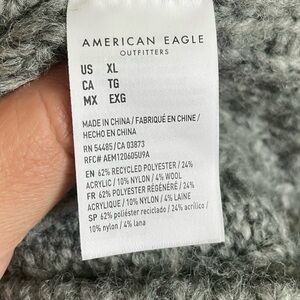 AMERICAN EAGLE
OUTFITTERS
US XL
CA TG
MX EXG
MADE IN CHINA / FABRIQUÉ EN CHINE /
HECHO EN CHINA
RN 54485/ CA 03873
RFC# AEM120605U9A
EN 62% RECYCLED POLYESTER / 24%
ACRYLIC / 10% NYLON / 4% WOOL
FR 62% POLYESTER RÉGÉNÉRÉ / 24%
ACRYLIQUE / 10% NYLON / 4% LAINE
SP 62% poliéster reciclado / 24% acrílico /
10% nylon / 4% lana